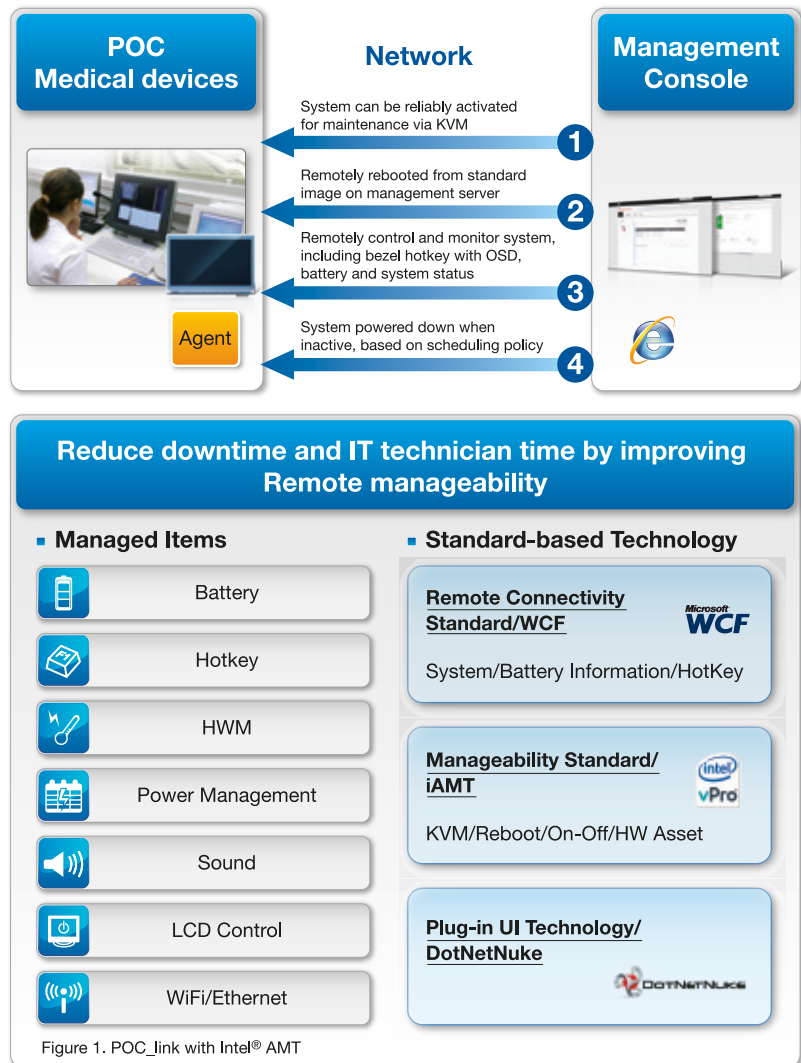 POC
Medical devices
Network
Management
Console
System can be reliably activated
for maintenance via KVM
1
Remotely rebooted from standard
image on management server
2
Remotely control and monitor system,
including bezel hotkey with OSD,
battery and system status
3
Agent
System powered down when
inactive, based on scheduling policy
4
Reduce downtime and IT technician time by improving
Remote manageability
Managed Items
Battery
F1
Hotkey
HWM
Power Management
Sound
LCD Control
WiFi/Ethernet
Standard-based Technology
Remote Connectivity
Standard/WCF
Microsoft
WCF
System/Battery Information/HotKey
Manageability Standard/
iAMT
intel
vPro
KVM/Reboot/On-Off/HW Asset
Plug-in UI Technology/
DotNetNuke
DOTNETNUKE
Figure 1. POC_link with Intel® AMT